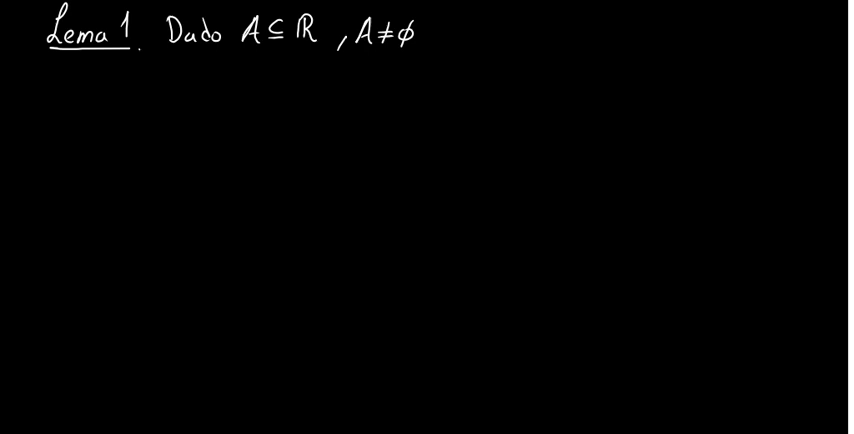 Lema 1. Dado A ⊆ ℝ, A ≠ ϕ